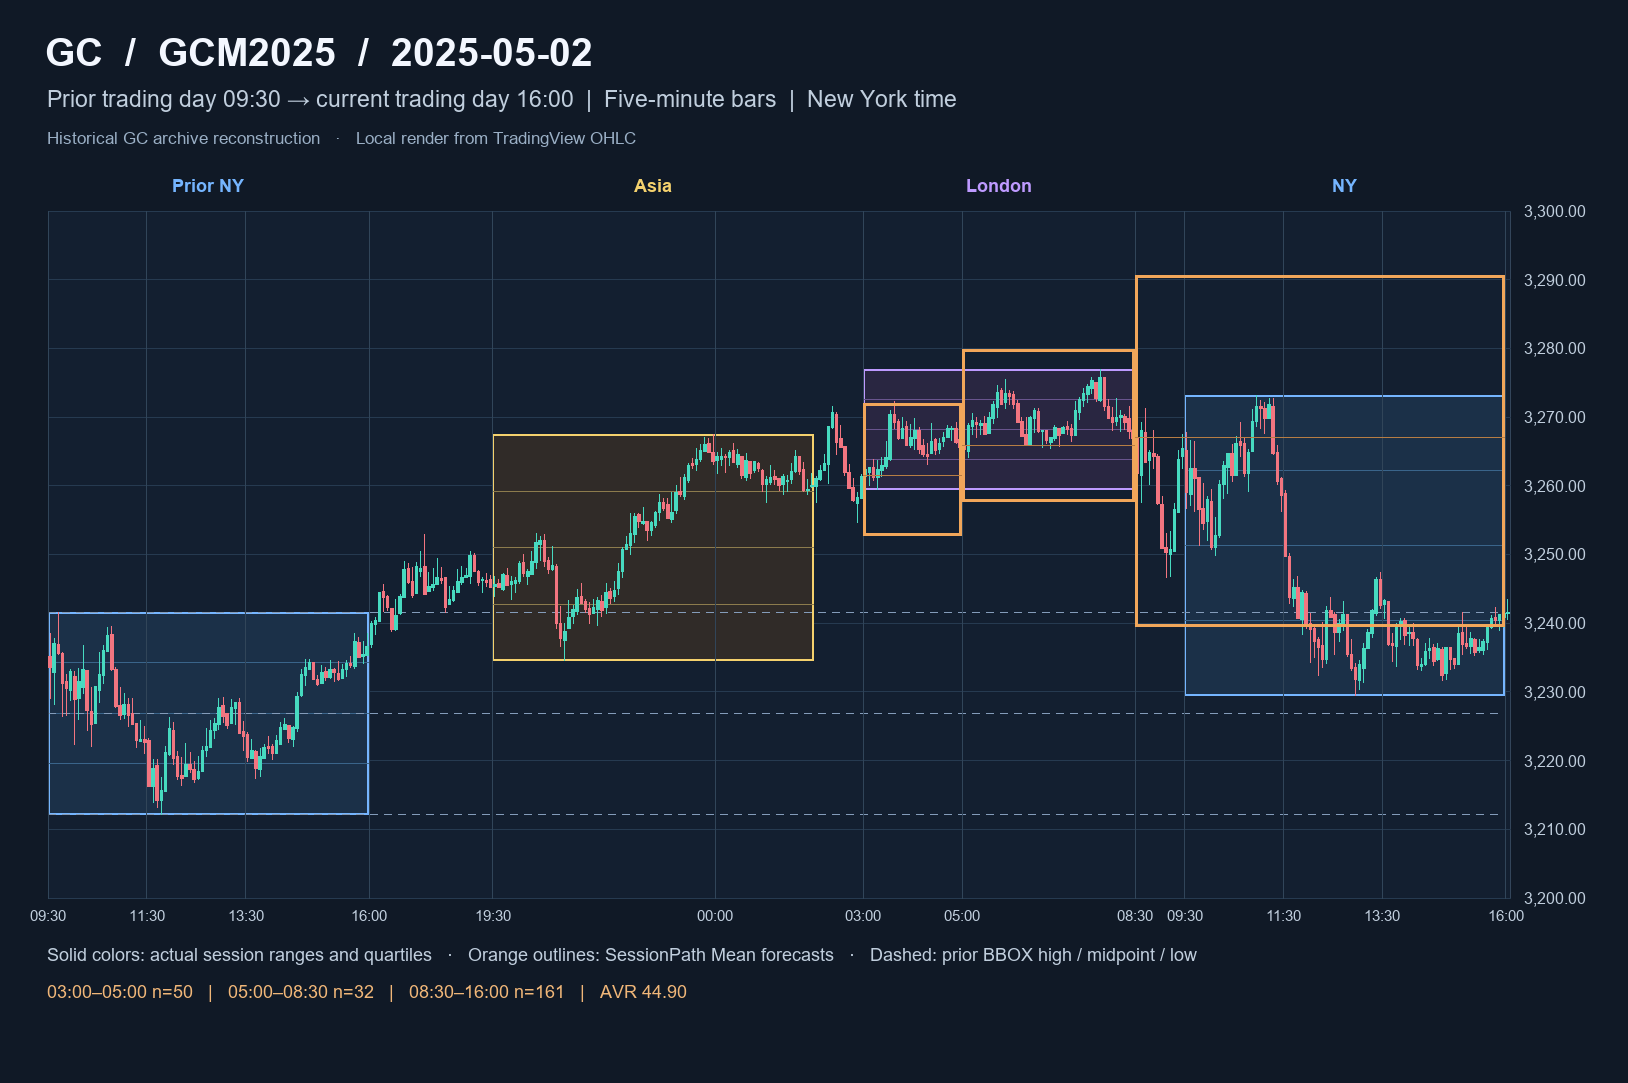 GC / GCM2025 / 2025-05-02
Prior trading day 09:30 → current trading day 16:00 | Five-minute bars | New York time
Historical GC archive reconstruction · Local render from TradingView OHLC
Prior NY Asia London NY
3,300.00
3,290.00
3,280.00
3,270.00
3,260.00
3,250.00
3,240.00
3,230.00
3,220.00
3,210.00
3,200.00
09:30 11:30 13:30 16:00 19:30 00:00 03:00 05:00 08:30 09:30 11:30 13:30 16:00
Solid colors: actual session ranges and quartiles · Orange outlines: SessionPath Mean forecasts · Dashed: prior BBOX high / midpoint / low
03:00–05:00 n=50 | 05:00–08:30 n=32 | 08:30–16:00 n=161 | AVR 44.90